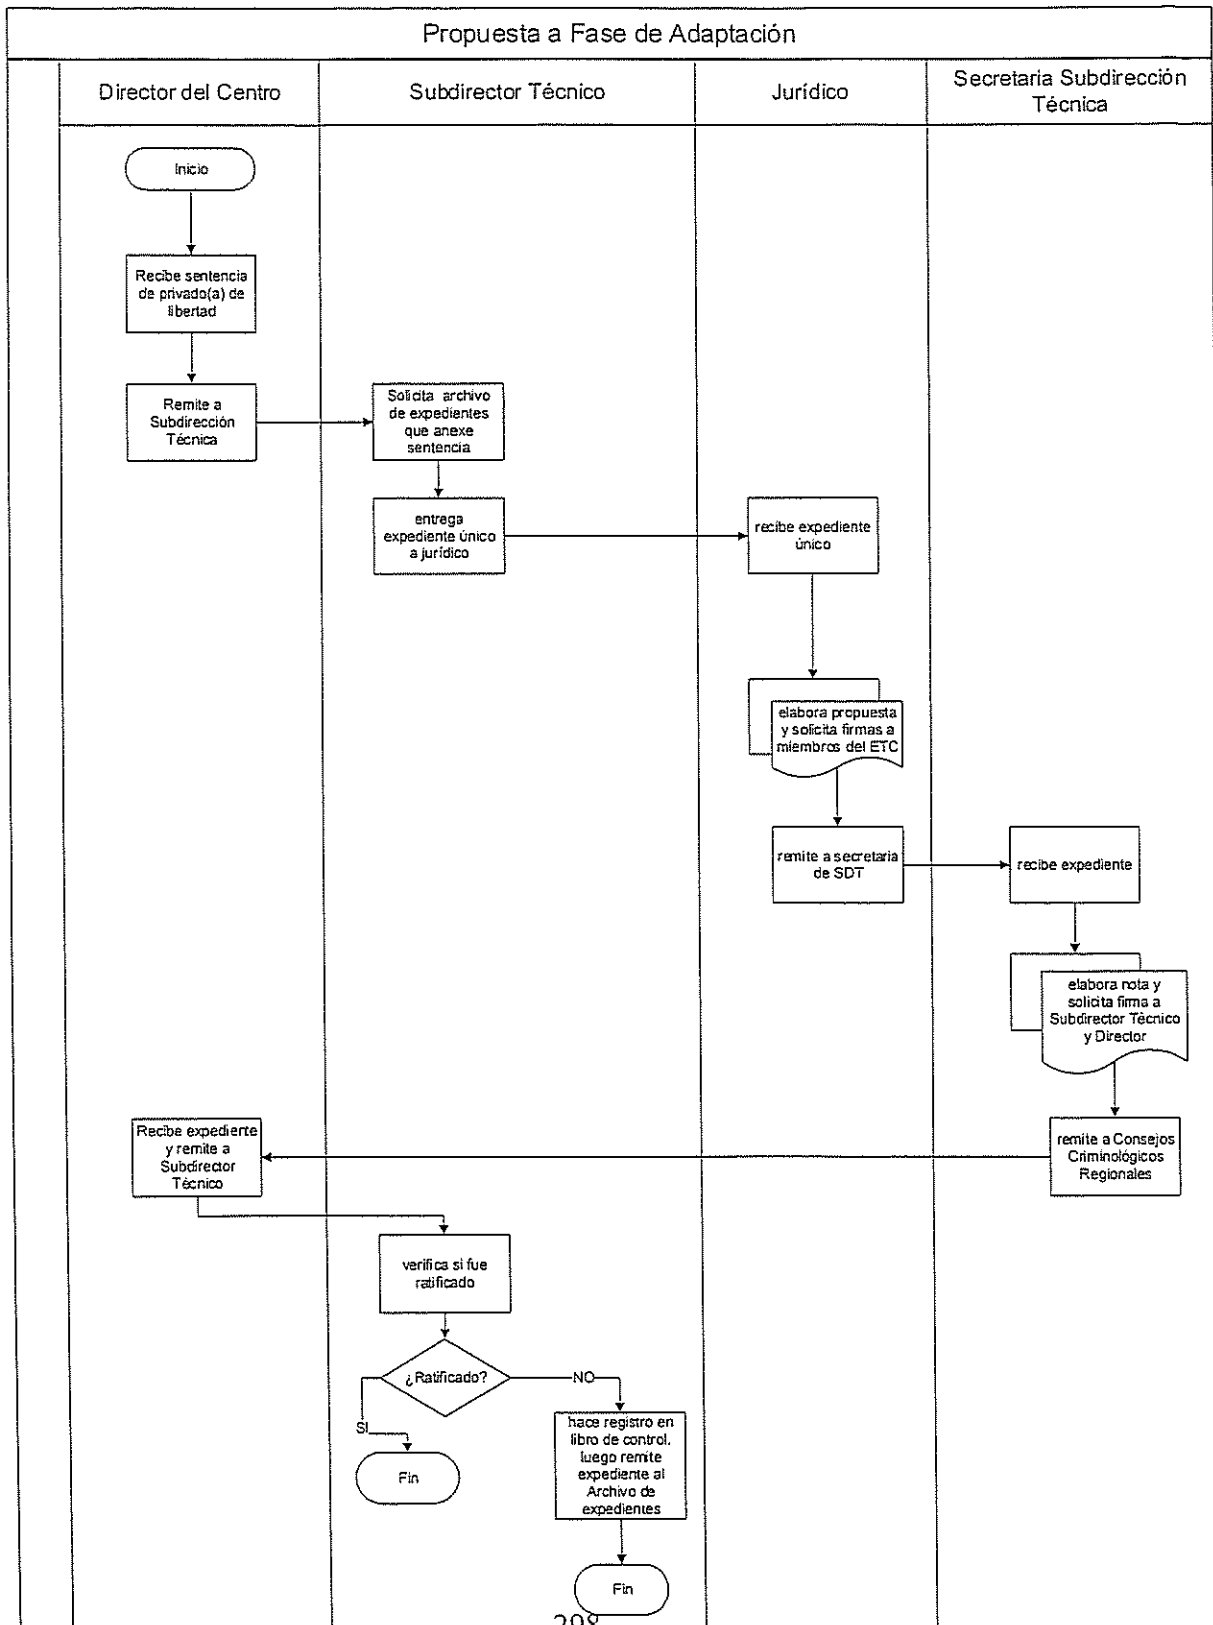 Propuesta a Fase de Adaptación
Director del Centro
Subdirector Técnico
Jurídico
Secretaria Subdirección
Técnica
Inicio
Recibe sentencia
de privado(a) de
libertad
Remite a
Subdirección
Técnica
Solicita archivo
de expedientes
que anexe
sentencia
entrega
expediente único
a jurídico
recibe expediente
único
elabora propuesta
y solicita firmas a
miembros del ETC
remite a secretaria
de SDT
recibe expediente
elabora nota y
solicita firma a
Subdirector Técnico
y Director
remite a Consejos
Criminológicos
Regionales
Recibe expediente
y remite a
Subdirector
Técnico
verifica si fue
ratificado
¿Ratificado?
NO
SI
Fin
hace registro en
libro de control,
luego remite
expediente al
Archivo de
expedientes
Fin